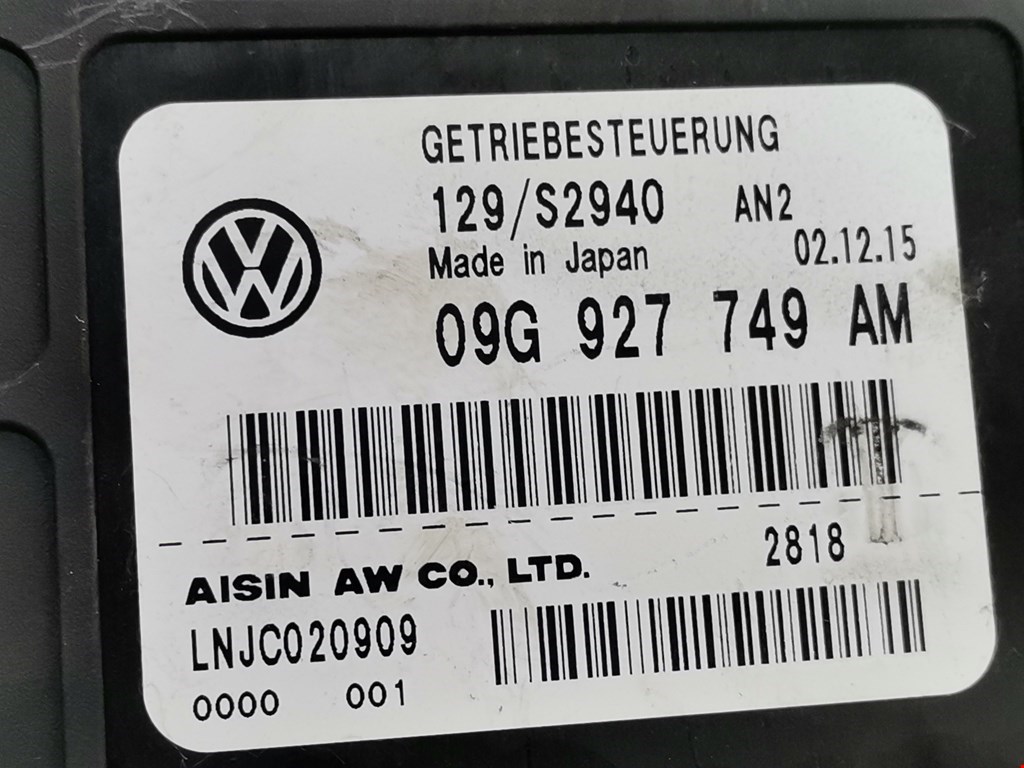 GETRIEBESTEUERUNG
129/S2940 AN2
Made in Japan 02.12.15
09G 927 749 AM
2818
AISIN AW CO., LTD.
LNJC020909
0000 001